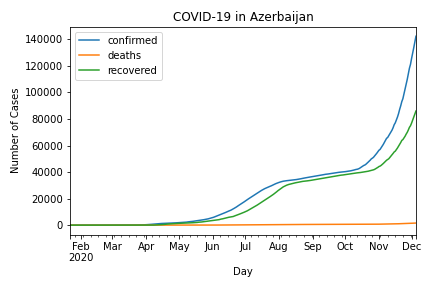 COVID-19 in Azerbaijan
confirmed
deaths
recovered
Number of Cases
140000
120000
100000
80000
60000
40000
20000
0
Feb Mar Apr May Jun Jul Aug Sep Oct Nov Dec
2020
Day